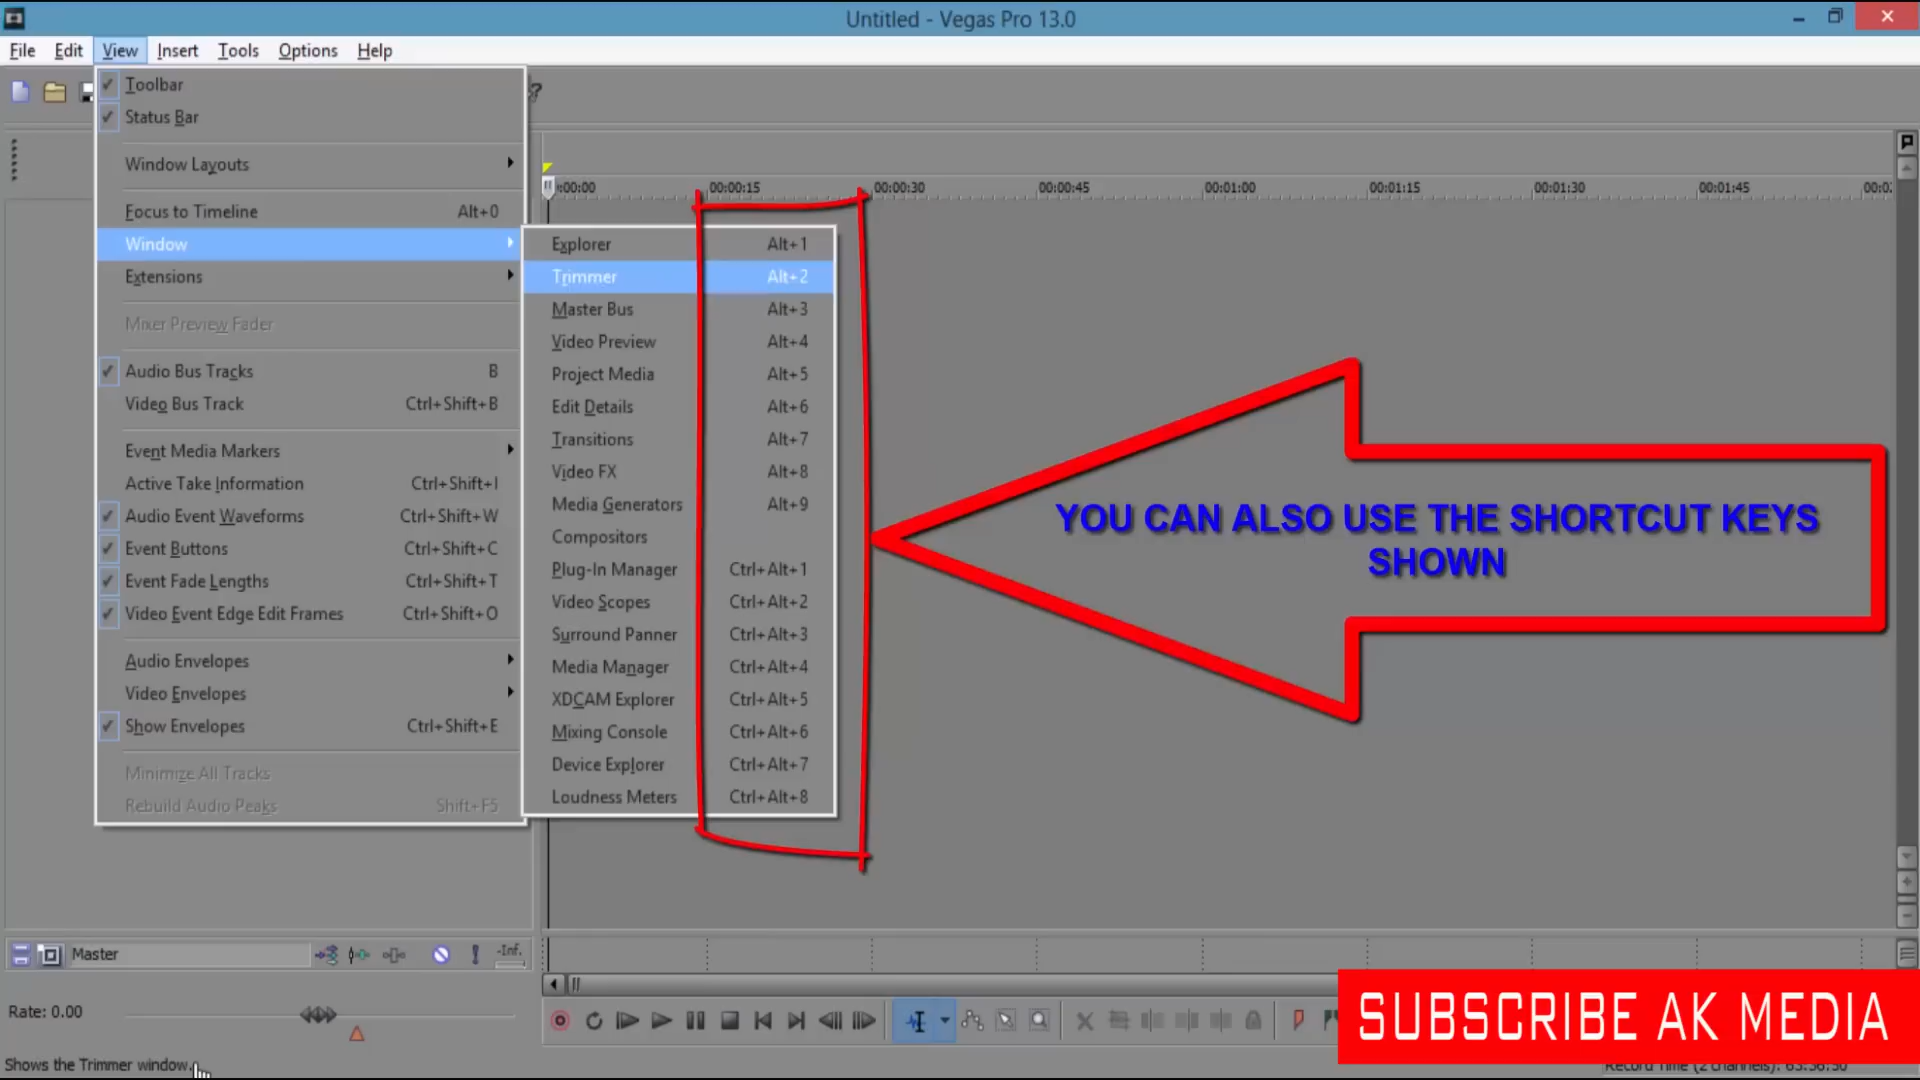 Untitled - Vegas Pro 13.0
File Edit View Insert Tools Options Help
Toolbar
Status Bar
Window Layouts
Focus to Timeline Alt+0
Window
Extensions
Mixer Preview Fader
Audio Bus Tracks B
Video Bus Track Ctrl+Shift+B
Event Media Markers
Active Take Information Ctrl+Shift+I
Audio Event Waveforms Ctrl+Shift+W
Event Buttons Ctrl+Shift+C
Event Fade Lengths Ctrl+Shift+T
Video Event Edge Edit Frames Ctrl+Shift+O
Audio Envelopes
Video Envelopes
Show Envelopes Ctrl+Shift+E
Minimize All Tracks
Rebuild Audio Peaks Shift+F5
:00:00 00:00:15 00:00:30 00:00:45 00:01:00 00:01:15 00:01:30 00:01:45 00:0
Explorer Alt+1
Trimmer Alt+2
Master Bus Alt+3
Video Preview Alt+4
Project Media Alt+5
Edit Details Alt+6
Transitions Alt+7
Video FX Alt+8
Media Generators Alt+9
Compositors
Plug-In Manager Ctrl+Alt+1
Video Scopes Ctrl+Alt+2
Surround Panner Ctrl+Alt+3
Media Manager Ctrl+Alt+4
XDCAM Explorer Ctrl+Alt+5
Mixing Console Ctrl+Alt+6
Device Explorer Ctrl+Alt+7
Loudness Meters Ctrl+Alt+8
YOU CAN ALSO USE THE SHORTCUT KEYS
SHOWN
Master -Inf.
Rate: 0.00
SUBSCRIBE AK MEDIA
Shows the Trimmer window.
Record Time (2 channels):